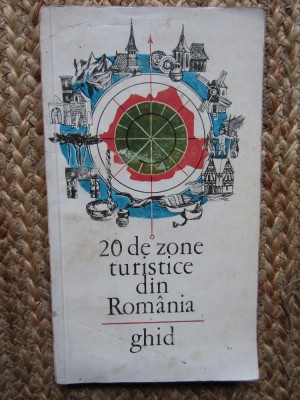 20 de zone
turistice
din
România
ghid